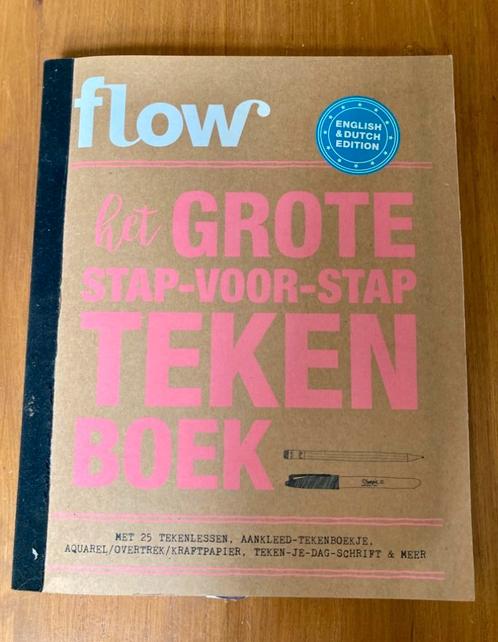 flow
ENGLISH
& DUTCH
EDITION
het GROTE
STAP-VOOR-STAP
TEKEN
BOEK
Sharpie
MET 25 TEKENLESSEN, AANKLEED-TEKENBOEKJE,
AQUAREL/OVERTREK/KRAFTPAPIER, TEKEN-JE-DAG-SCHRIFT & MEER